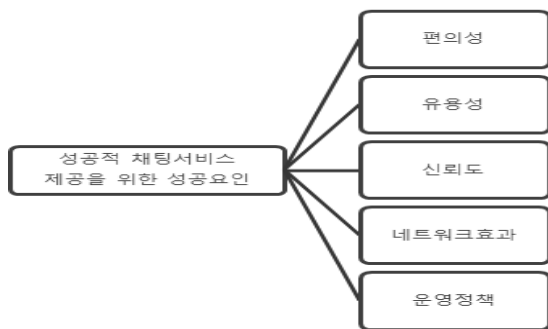 성공적 채팅서비스
제공을 위한 성공요인
편의성
유용성
신뢰도
네트워크효과
운영정책